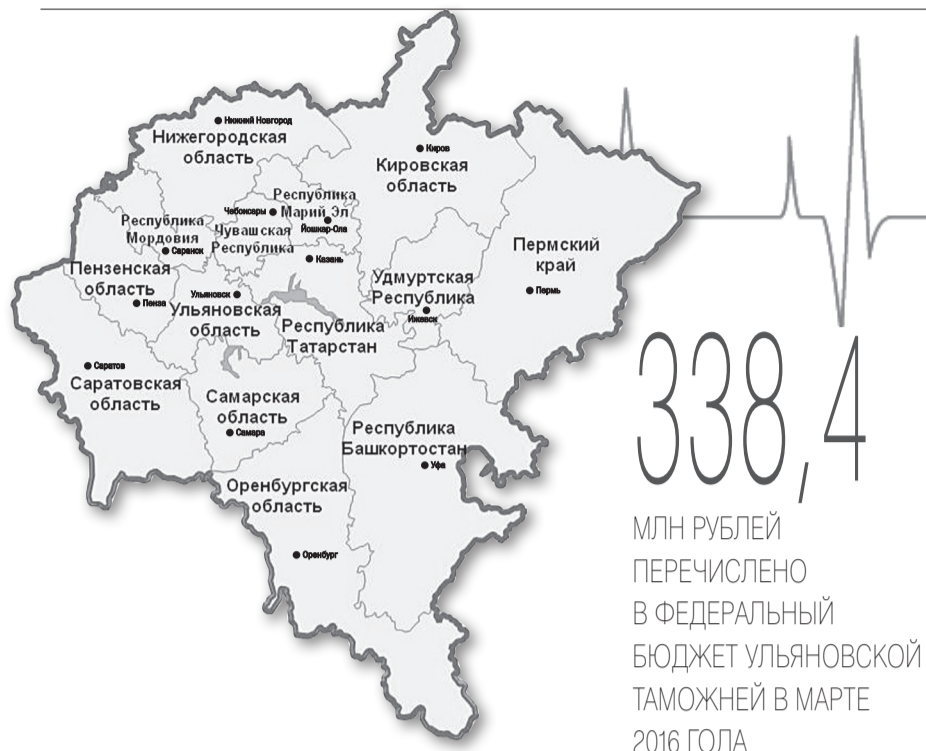 Нижний Новгород
Нижегородская
область
Киров
Кировская
область
Чебоксары
Чувашская
Республика
Республика
Марий Эл
Йошкар-Ола
Республика
Мордовия
Саранск
Казань
Пермский
край
Пермь
Пензенская
область
Пенза
Удмуртская
Республика
Ижевск
Ульяновск
Ульяновская
область
Республика
Татарстан
Саратов
Саратовская
область
Самарская
область
Самара
Республика
Башкортостан
Уфа
Оренбургская
область
Оренбург
338,4
МЛН РУБЛЕЙ
ПЕРЕЧИСЛЕНО
В ФЕДЕРАЛЬНЫЙ
БЮДЖЕТ УЛЬЯНОВСКОЙ
ТАМОЖНЕЙ В МАРТЕ
2016 ГОДА